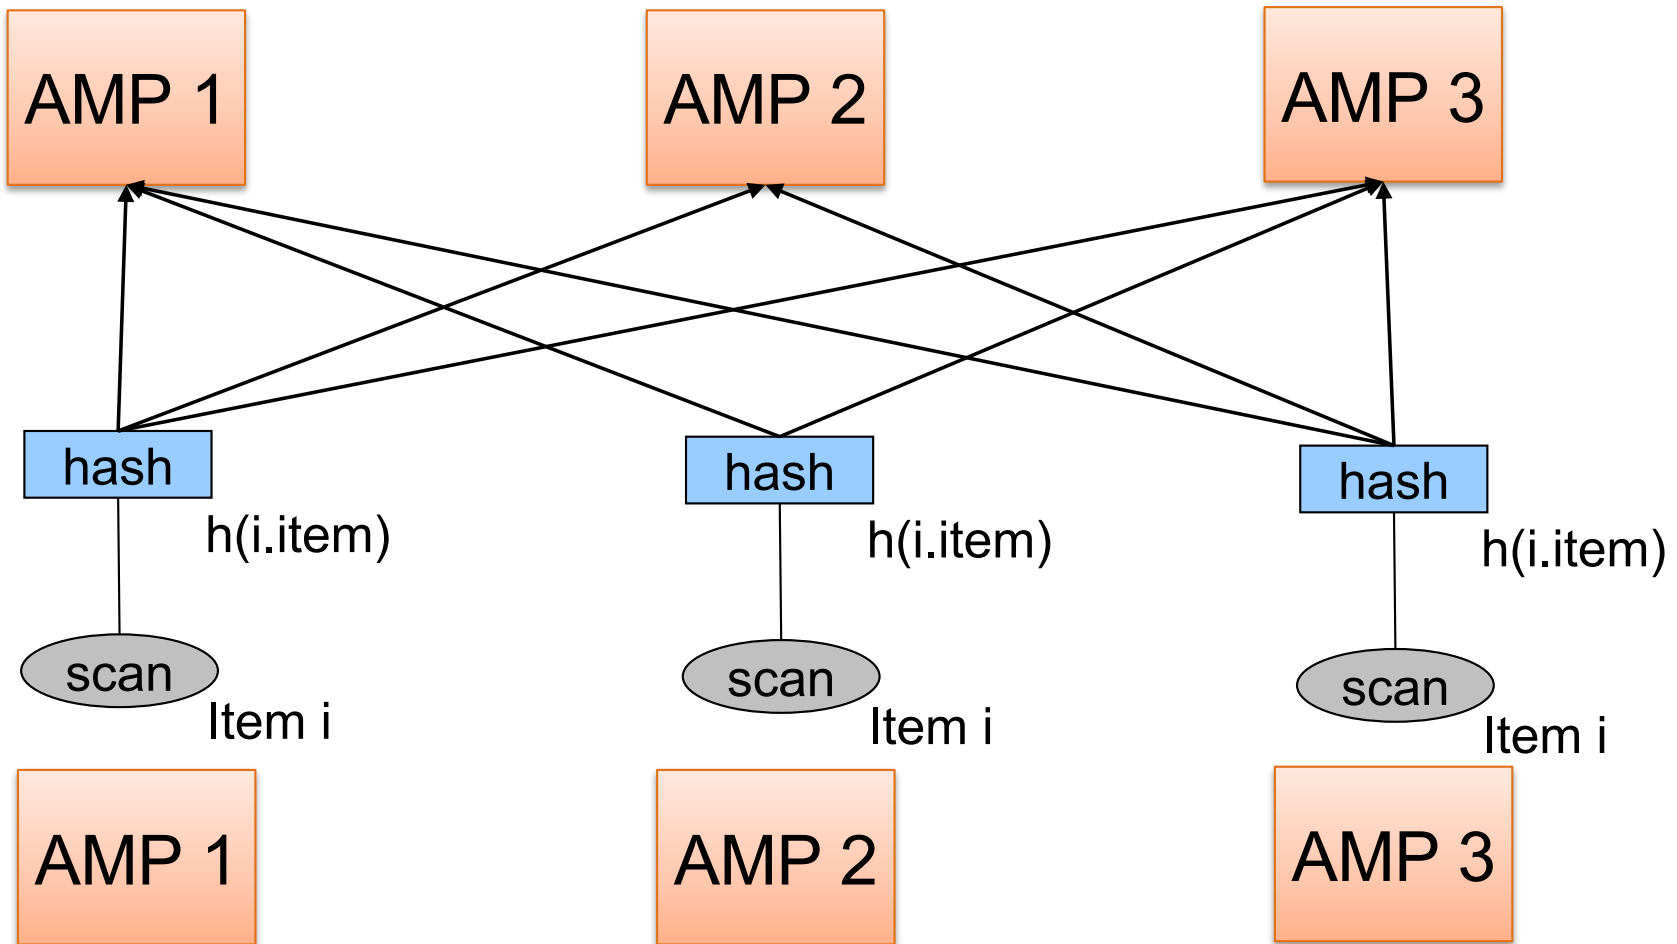 AMP 1
AMP 2
AMP 3
hash
hash
hash
h(i.item)
h(i.item)
h(i.item)
scan
scan
scan
Item i
Item i
Item i
AMP 1
AMP 2
AMP 3